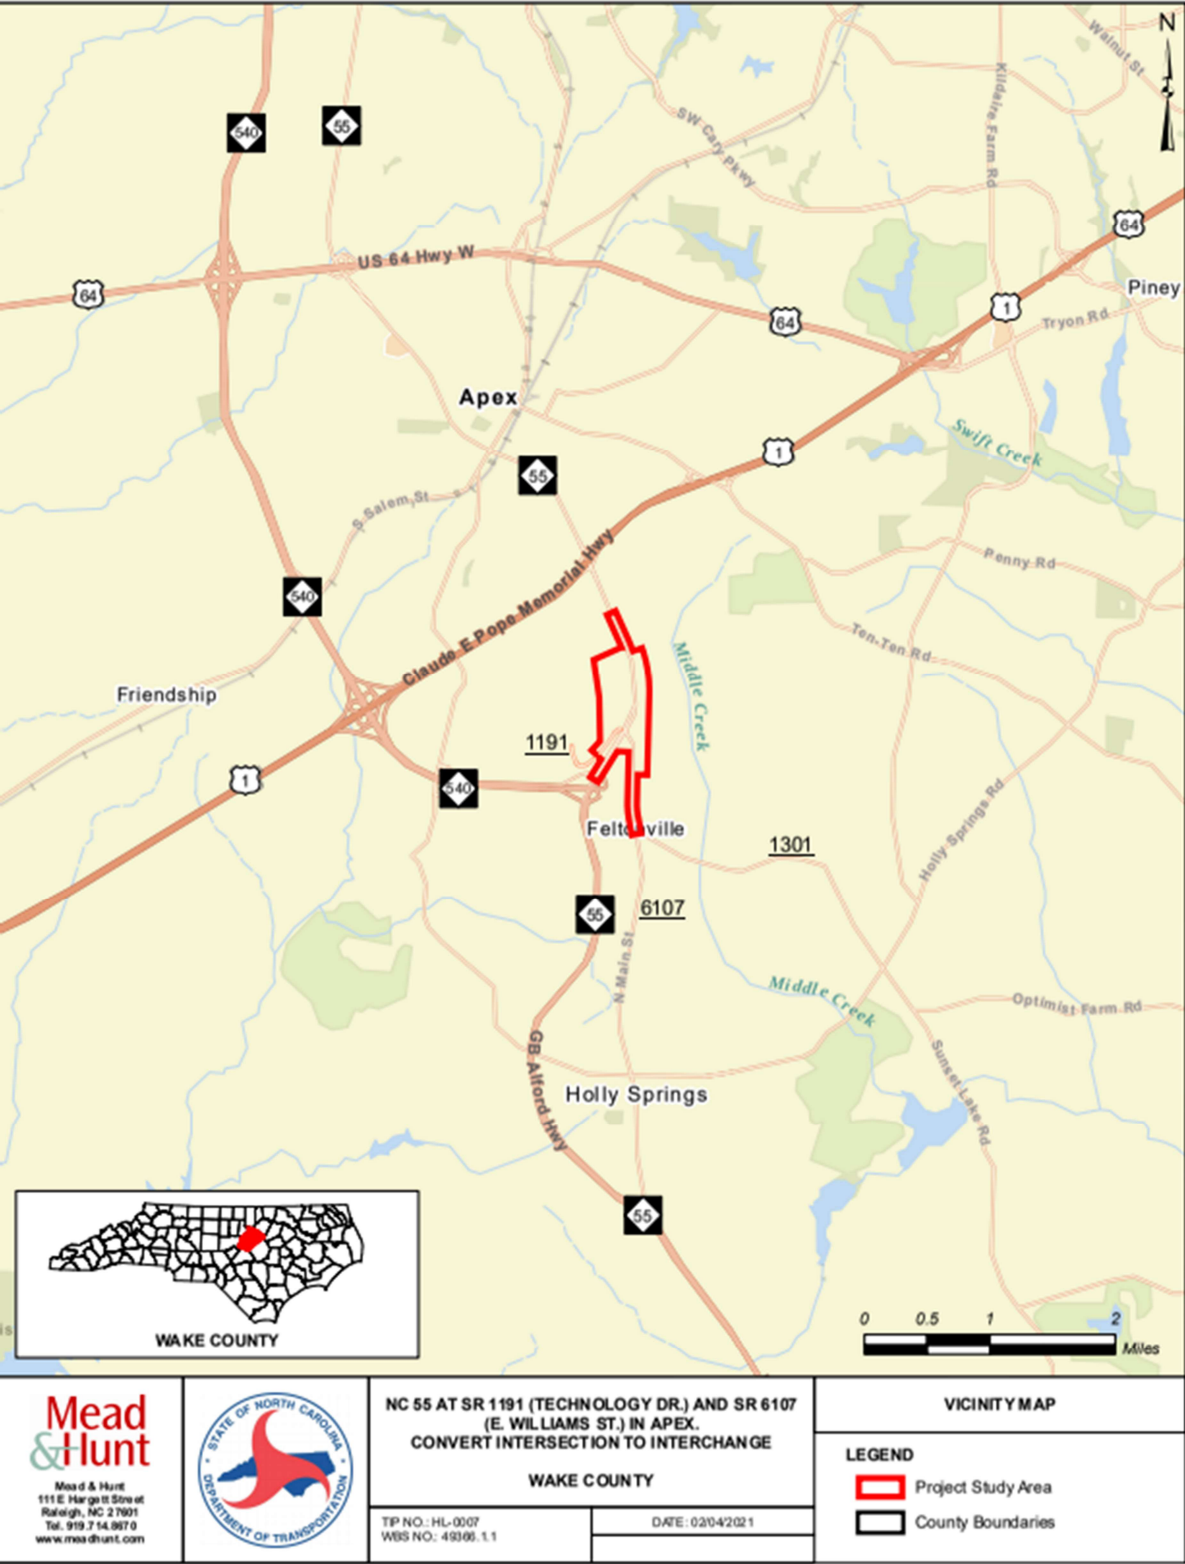 N
Walnut St
540
55
Kildaire Farm Rd
SW Cary Pkwy
64
US 64 Hwy W
64
Piney
1
64
Tryon Rd
Apex
Swift Creek
1
55
S Salem St
Penny Rd
540
Claude E Pope Memorial Hwy
Ten-Ten Rd
Middle Creek
Friendship
1191
1
540
Holly Springs Rd
Feltonville
1301
55
6107
N Main St
Middle Creek
Optimist Farm Rd
GB Alford Hwy
Sunset Lake Rd
Holly Springs
55
0 0.5 1 2
Miles
WAKE COUNTY
Mead
&Hunt
Mead & Hunt
111 E Hargett Street
Raleigh, NC 27601
Tel. 919.714.8670
www.meadhunt.com
STATE OF NORTH CAROLINA
DEPARTMENT OF TRANSPORTATION
NC 55 AT SR 1191 (TECHNOLOGY DR.) AND SR 6107
(E. WILLIAMS ST.) IN APEX.
CONVERT INTERSECTION TO INTERCHANGE
WAKE COUNTY
TIP NO.: HL-0007
WBS NO.: 49366.1.1
DATE: 02/04/2021
VICINITY MAP
LEGEND
Project Study Area
County Boundaries